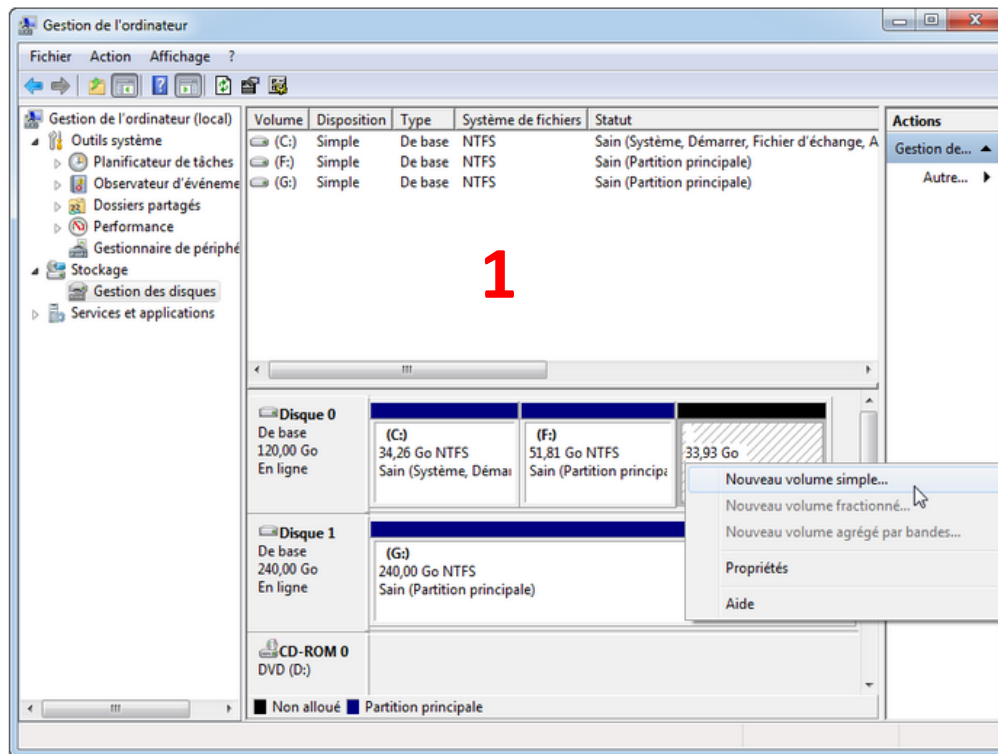 Gestion de l'ordinateur
Fichier Action Affichage ?
Gestion de l'ordinateur (local)
Outils système
Planificateur de tâches
Observateur d'événeme
Dossiers partagés
Performance
Gestionnaire de périphé
Stockage
Gestion des disques
Services et applications
Volume Disposition Type Système de fichiers Statut
(C:) Simple De base NTFS Sain (Système, Démarrer, Fichier d'échange, A
(F:) Simple De base NTFS Sain (Partition principale)
(G:) Simple De base NTFS Sain (Partition principale)
1
Actions
Gestion de...
Autre...
Disque 0
De base
120,00 Go
En ligne
(C:)
34,26 Go NTFS
Sain (Système, Démar
(F:)
51,81 Go NTFS
Sain (Partition principa
33,93 Go
Nouveau volume simple...
Nouveau volume fractionné...
Nouveau volume agrégé par bandes...
Propriétés
Aide
Disque 1
De base
240,00 Go
En ligne
(G:)
240,00 Go NTFS
Sain (Partition principale)
CD-ROM 0
DVD (D:)
Non alloué Partition principale